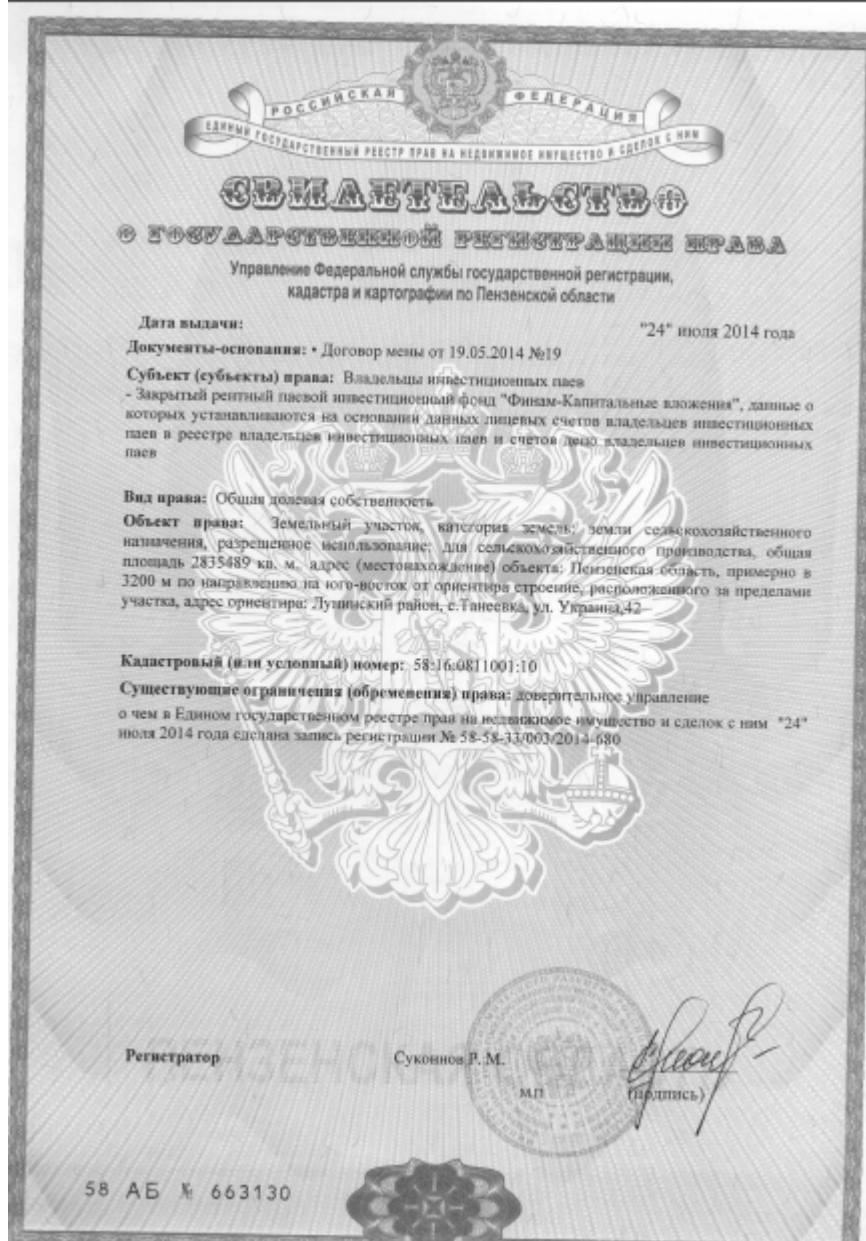 РОССИЙСКАЯ ФЕДЕРАЦИЯ
ЕДИНЫЙ ГОСУДАРСТВЕННЫЙ РЕЕСТР ПРАВ НА НЕДВИЖИМОЕ ИМУЩЕСТВО И СДЕЛОК С НИМ
СВИДЕТЕЛЬСТВО
О ГОСУДАРСТВЕННОЙ РЕГИСТРАЦИИ ПРАВА
Управление Федеральной службы государственной регистрации,
кадастра и картографии по Пензенской области
Дата выдачи: "24" июля 2014 года
Документы-основания: • Договор мены от 19.05.2014 №19
Субъект (субъекты) права: Владельцы инвестиционных паев
- Закрытый рентный паевой инвестиционный фонд "Финам-Капитальные вложения", данные о
которых устанавливаются на основании данных лицевых счетов владельцев инвестиционных
паев в реестре владельцев инвестиционных паев и счетов депо владельцев инвестиционных
паев
Вид права: Общая долевая собственность
Объект права: Земельный участок, категория земель: земли сельскохозяйственного
назначения, разрешенное использование: для сельскохозяйственного производства, общая
площадь 2835489 кв. м, адрес (местонахождение) объекта: Пензенская область, примерно в
3200 м по направлению на юго-восток от ориентира строение, расположенного за пределами
участка, адрес ориентира: Лунинский район, с.Танеевка, ул. Украина,42
Кадастровый (или условный) номер: 58:16:0811001:10
Существующие ограничения (обременения) права: доверительное управление
о чем в Едином государственном реестре прав на недвижимое имущество и сделок с ним "24"
июля 2014 года сделана запись регистрации № 58-58-33/003/2014-680
Регистратор Суконнов Р. М.
м.п. (подпись)
58 АБ № 663130